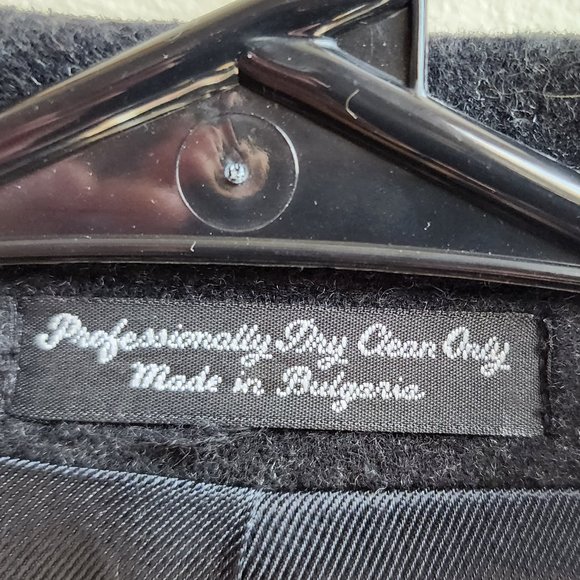 Professionally Dry Clean Only
Made in Bulgaria